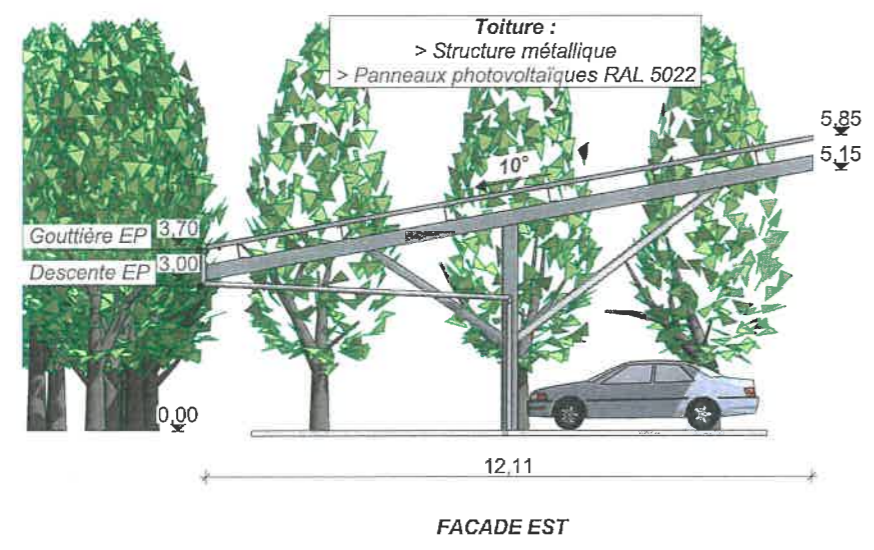 Toiture :
> Structure métallique
> Panneaux photovoltaïques RAL 5022
5,85
5,15
10°
Gouttière EP 3,70
Descente EP 3,00
0,00
12,11
FACADE EST